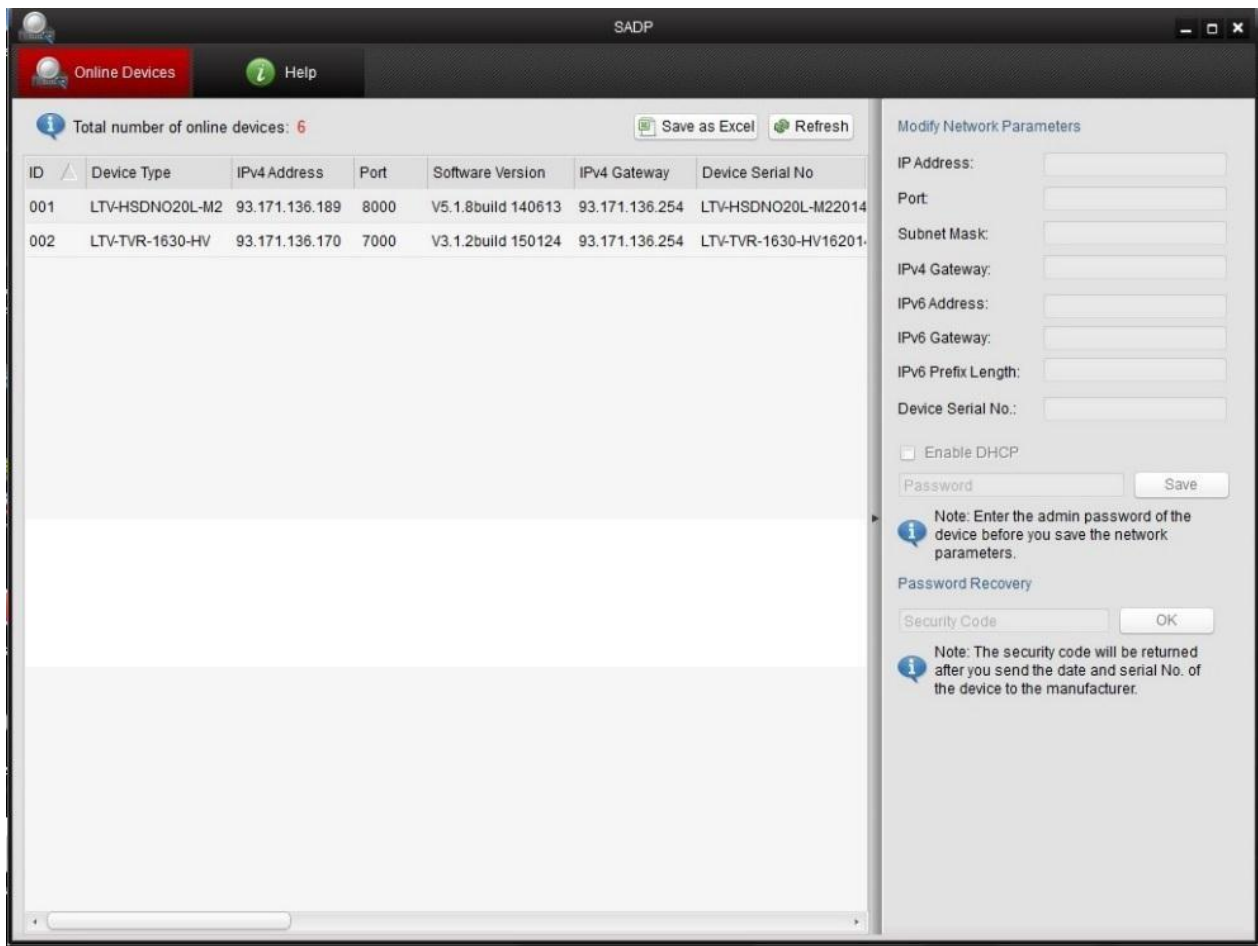 SADP
Online Devices
Help
Total number of online devices: 6
Save as Excel
Refresh
ID Device Type IPv4 Address Port Software Version IPv4 Gateway Device Serial No
001 LTV-HSDNO20L-M2 93.171.136.189 8000 V5.1.8build 140613 93.171.136.254 LTV-HSDNO20L-M22014
002 LTV-TVR-1630-HV 93.171.136.170 7000 V3.1.2build 150124 93.171.136.254 LTV-TVR-1630-HV16201
Modify Network Parameters
IP Address:
Port:
Subnet Mask:
IPv4 Gateway:
IPv6 Address:
IPv6 Gateway:
IPv6 Prefix Length:
Device Serial No.:
Enable DHCP
Password
Save
Note: Enter the admin password of the
device before you save the network
parameters.
Password Recovery
Security Code
OK
Note: The security code will be returned
after you send the date and serial No. of
the device to the manufacturer.